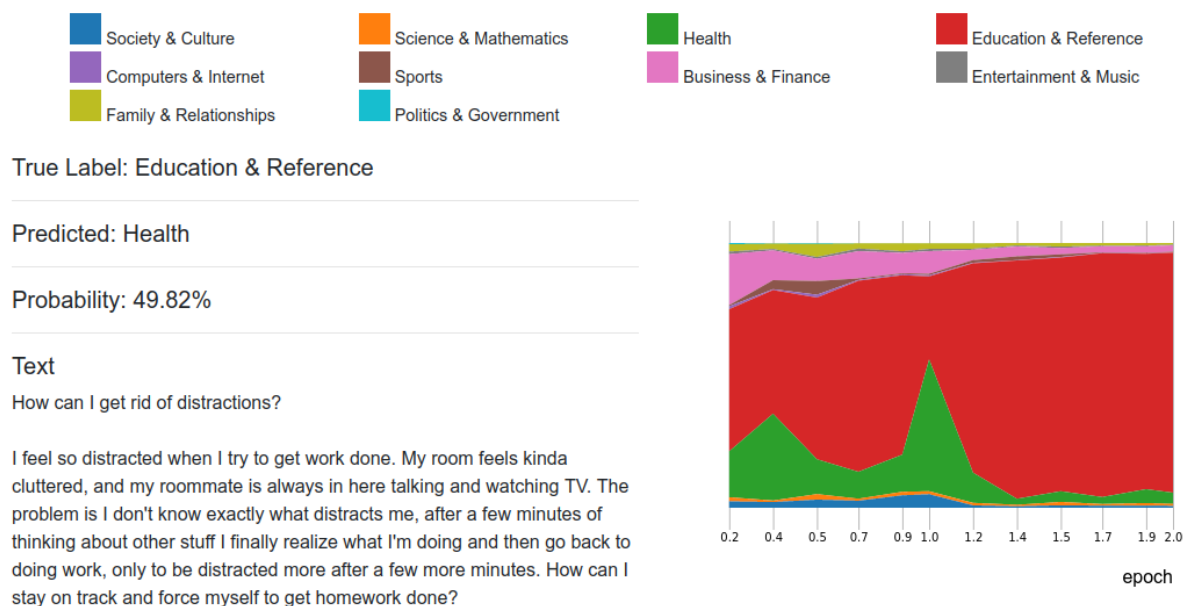 Society & Culture
Science & Mathematics
Health
Education & Reference
Computers & Internet
Sports
Business & Finance
Entertainment & Music
Family & Relationships
Politics & Government
True Label: Education & Reference
Predicted: Health
Probability: 49.82%
Text
How can I get rid of distractions?
I feel so distracted when I try to get work done. My room feels kinda
cluttered, and my roommate is always in here talking and watching TV. The
problem is I don't know exactly what distracts me, after a few minutes of
thinking about other stuff I finally realize what I'm doing and then go back to
doing work, only to be distracted more after a few more minutes. How can I
stay on track and force myself to get homework done?
0.2 0.4 0.5 0.7 0.9 1.0 1.2 1.4 1.5 1.7 1.9 2.0
epoch